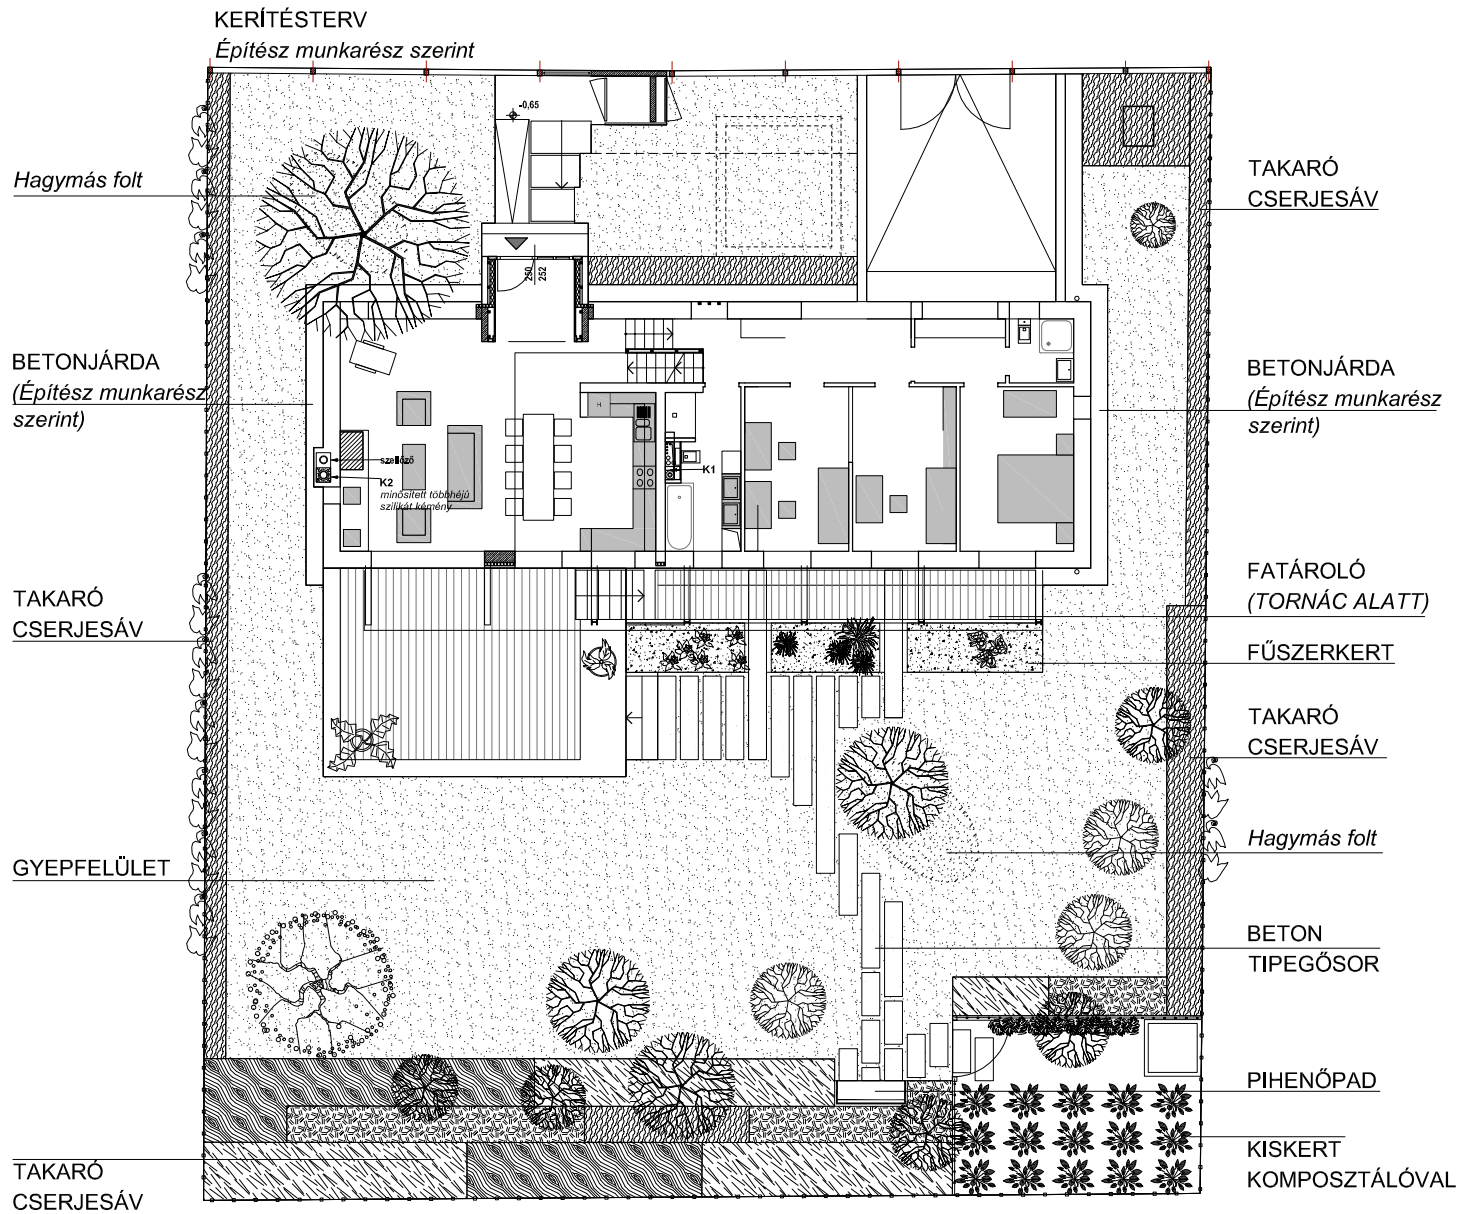 KERÍTÉSTERV
Építész munkarész szerint
-0,65
Hagymás folt
TAKARÓ
CSERJESÁV
250
252
BETONJÁRDA
(Építész munkarész
szerint)
BETONJÁRDA
(Építész munkarész
szerint)
H
szellőző
K2
minősített többhéjú
szilikát kémény
K1
TAKARÓ
CSERJESÁV
FATÁROLÓ
(TORNÁC ALATT)
FŰSZERKERT
TAKARÓ
CSERJESÁV
Hagymás folt
GYEPFELÜLET
BETON
TIPEGŐSOR
PIHENŐPAD
KISKERT
KOMPOSZTÁLÓVAL
TAKARÓ
CSERJESÁV